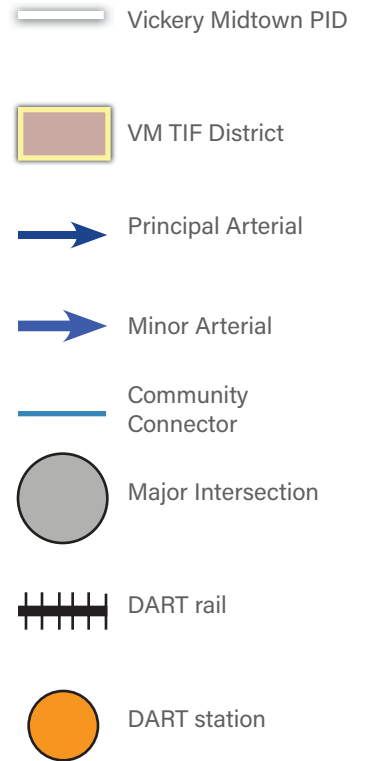 Vickery Midtown PID
VM TIF District
Principal Arterial
Minor Arterial
Community
Connector
Major Intersection
DART rail
DART station